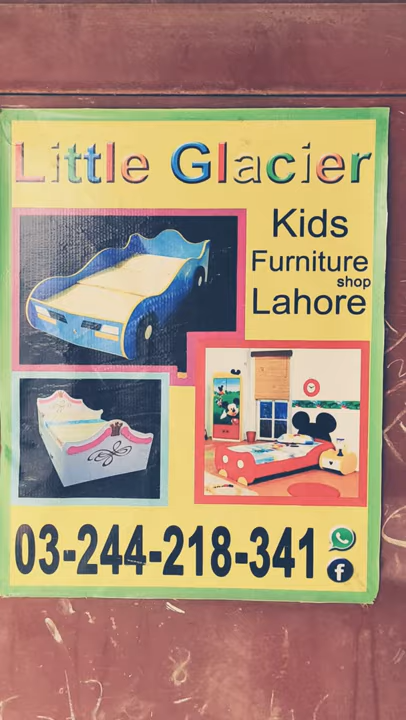 Little Glacier
Kids
Furniture
shop
Lahore
03-244-218-341